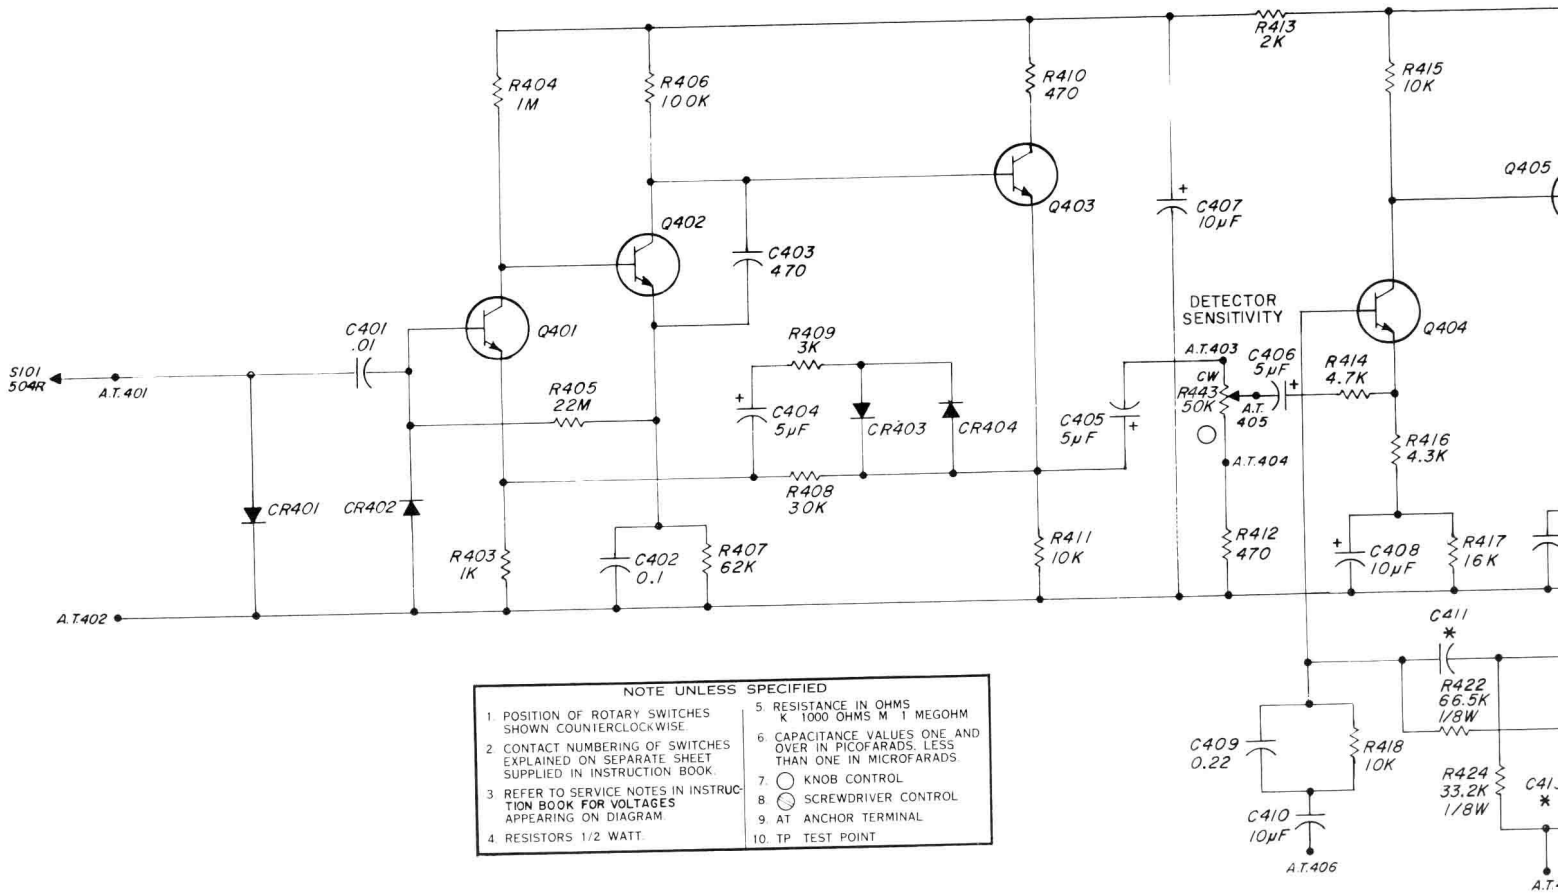 R413
2K
R404
1M
R406
100K
R410
470
R415
10K
Q405
Q403
C407
10µF
Q402
C403
470
Q401
C401
.01
DETECTOR
SENSITIVITY
Q404
R409
3K
A.T.403
C406
5µF
R414
4.7K
S101
504R
A.T.401
R405
22M
CW
R443
50K
A.T.
405
C404
5µF
CR403
CR404
C405
5µF
R416
4.3K
A.T.404
R408
30K
CR401
CR402
R403
1K
C402
0.1
R407
62K
R411
10K
R412
470
C408
10µF
R417
16K
A.T.402
C411
*
R422
66.5K
1/8W
C409
0.22
R418
10K
R424
33.2K
1/8W
*
C410
10µF
A.T.406
NOTE UNLESS SPECIFIED
1. POSITION OF ROTARY SWITCHES
SHOWN COUNTERCLOCKWISE.
2 CONTACT NUMBERING OF SWITCHES
EXPLAINED ON SEPARATE SHEET
SUPPLIED IN INSTRUCTION BOOK.
3 REFER TO SERVICE NOTES IN INSTRUC-
TION BOOK FOR VOLTAGES
APPEARING ON DIAGRAM.
4. RESISTORS 1/2 WATT.
5. RESISTANCE IN OHMS
K 1000 OHMS M 1 MEGOHM
6. CAPACITANCE VALUES ONE AND
OVER IN PICOFARADS. LESS
THAN ONE IN MICROFARADS.
7. KNOB CONTROL
8. SCREWDRIVER CONTROL
9. AT ANCHOR TERMINAL
10. TP TEST POINT